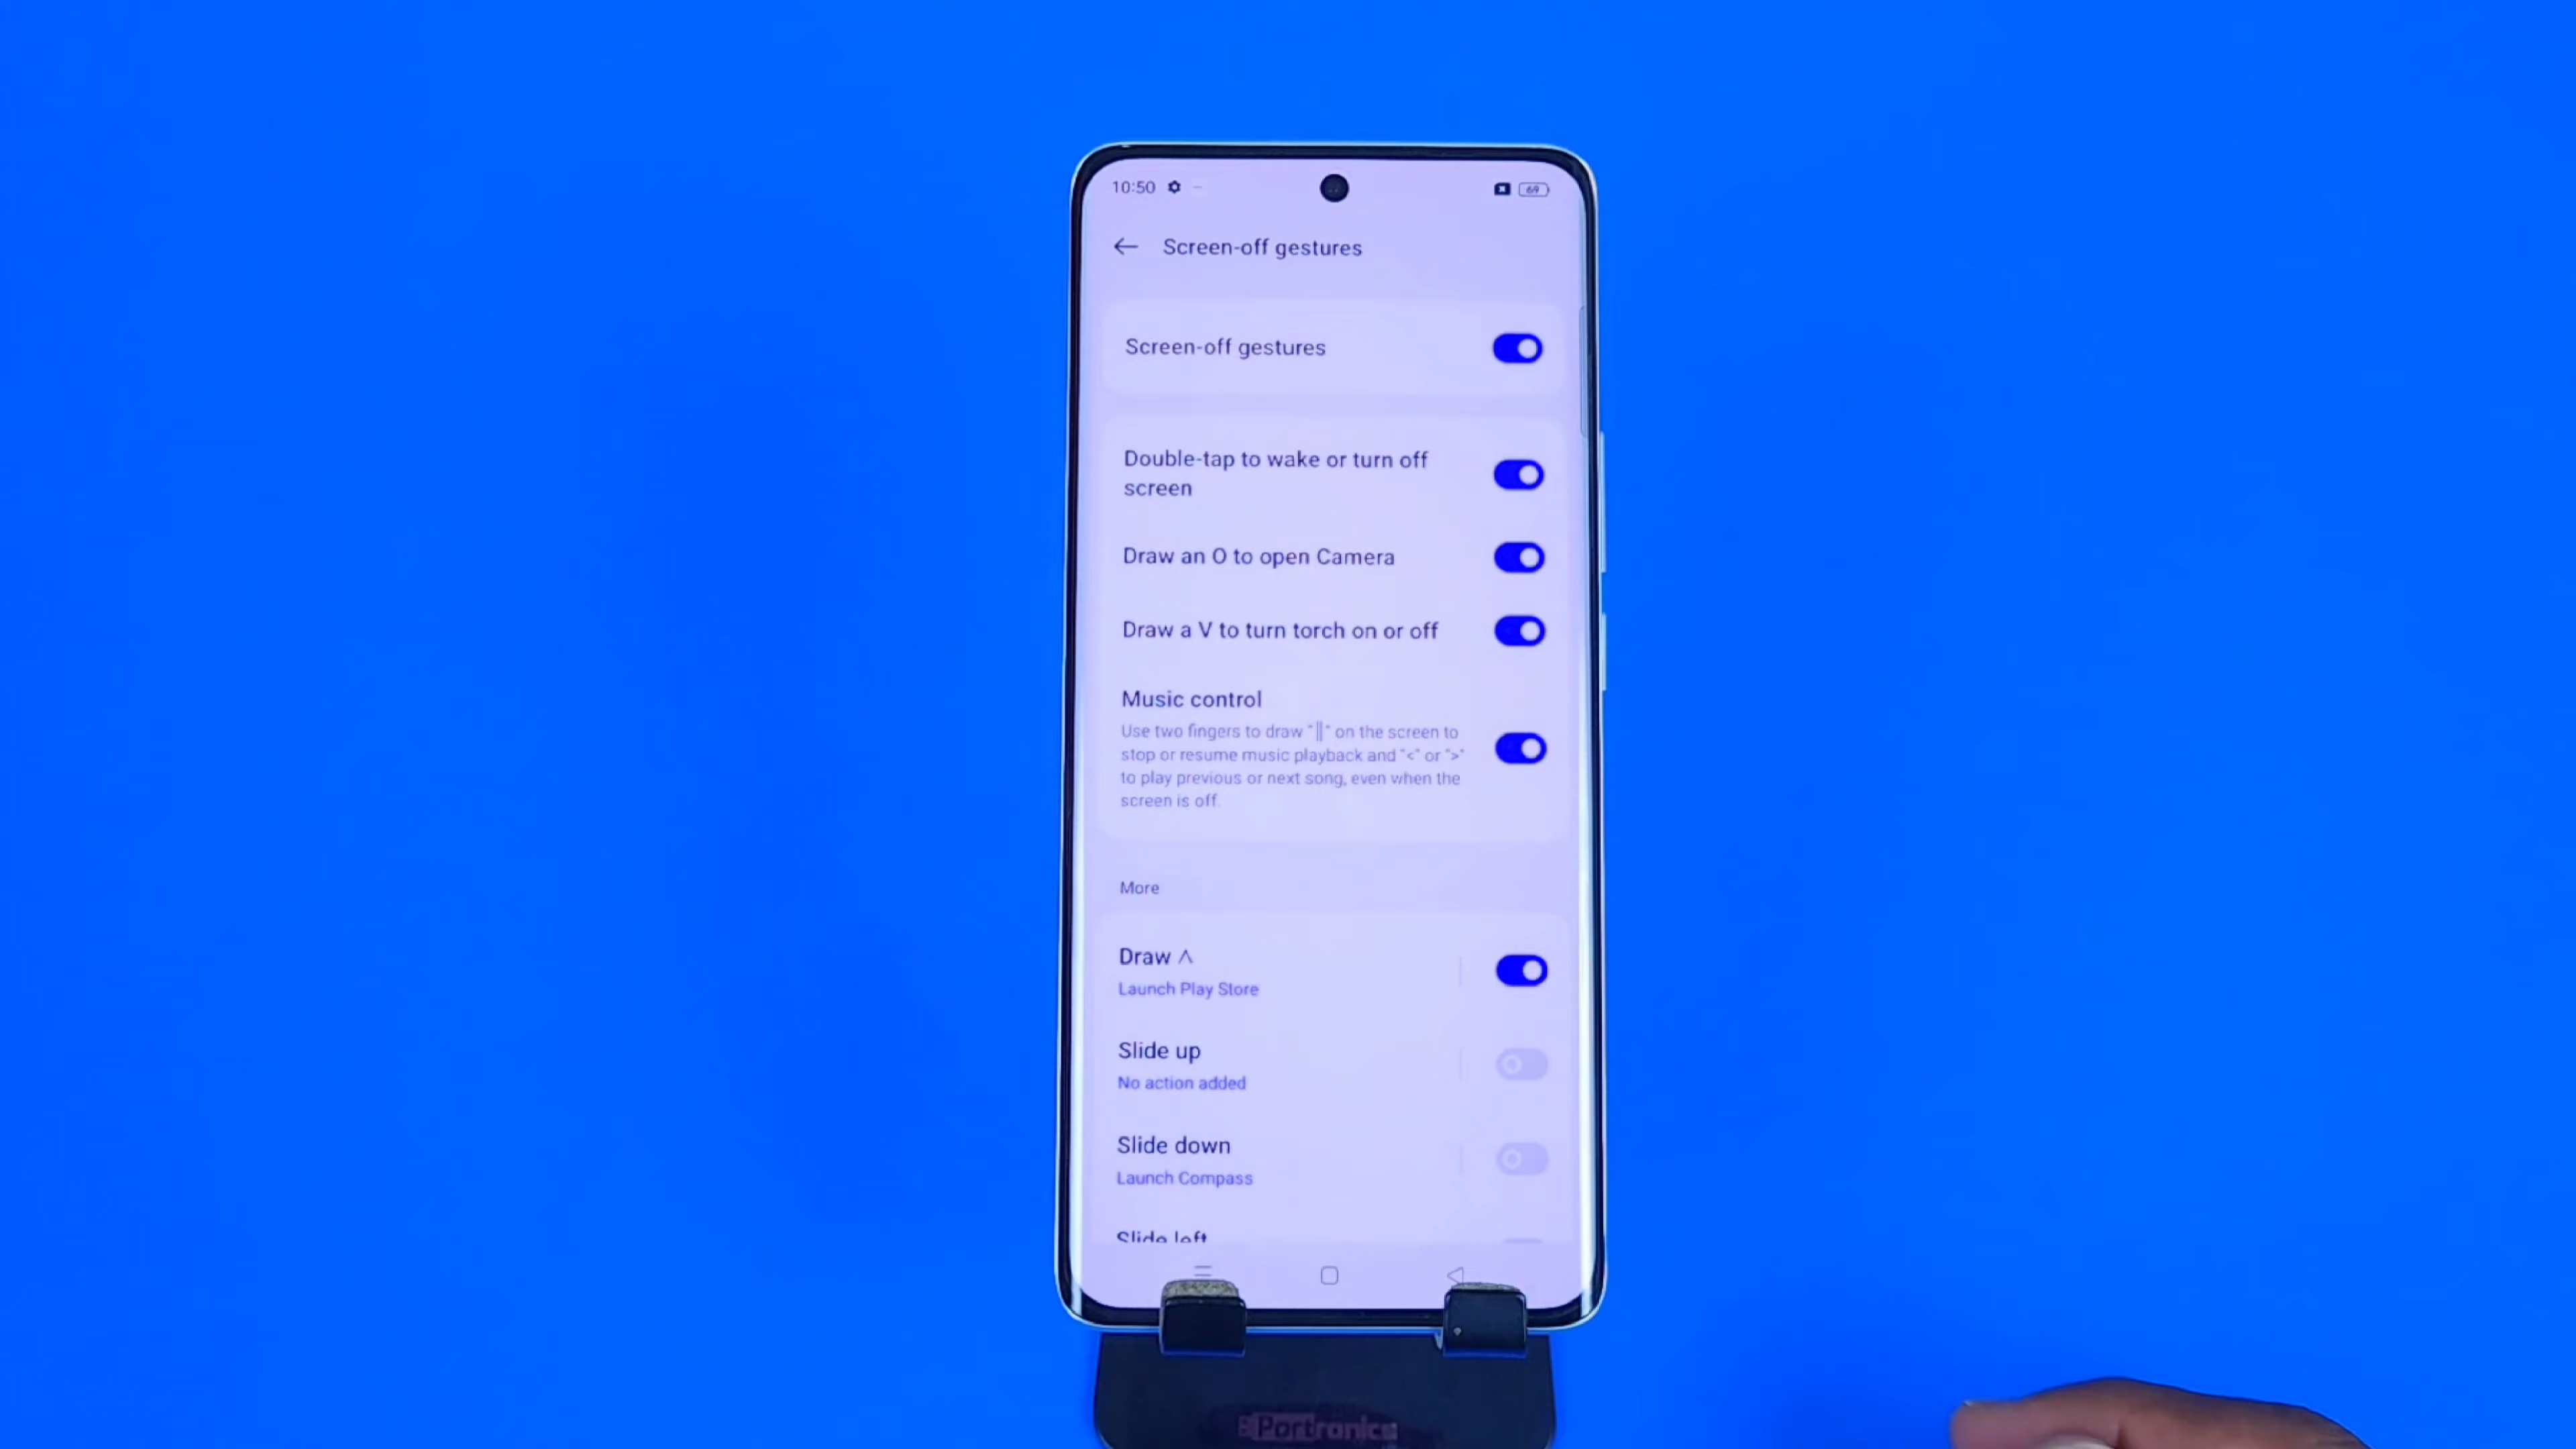 10:50
69
Screen-off gestures
Screen-off gestures
Double-tap to wake or turn off
screen
Draw an O to open Camera
Draw a V to turn torch on or off
Music control
Use two fingers to draw "||" on the screen to
stop or resume music playback and "<" or ">"
to play previous or next song, even when the
screen is off.
More
Draw ∧
Launch Play Store
Slide up
No action added
Slide down
Launch Compass
Slide left
Portronics